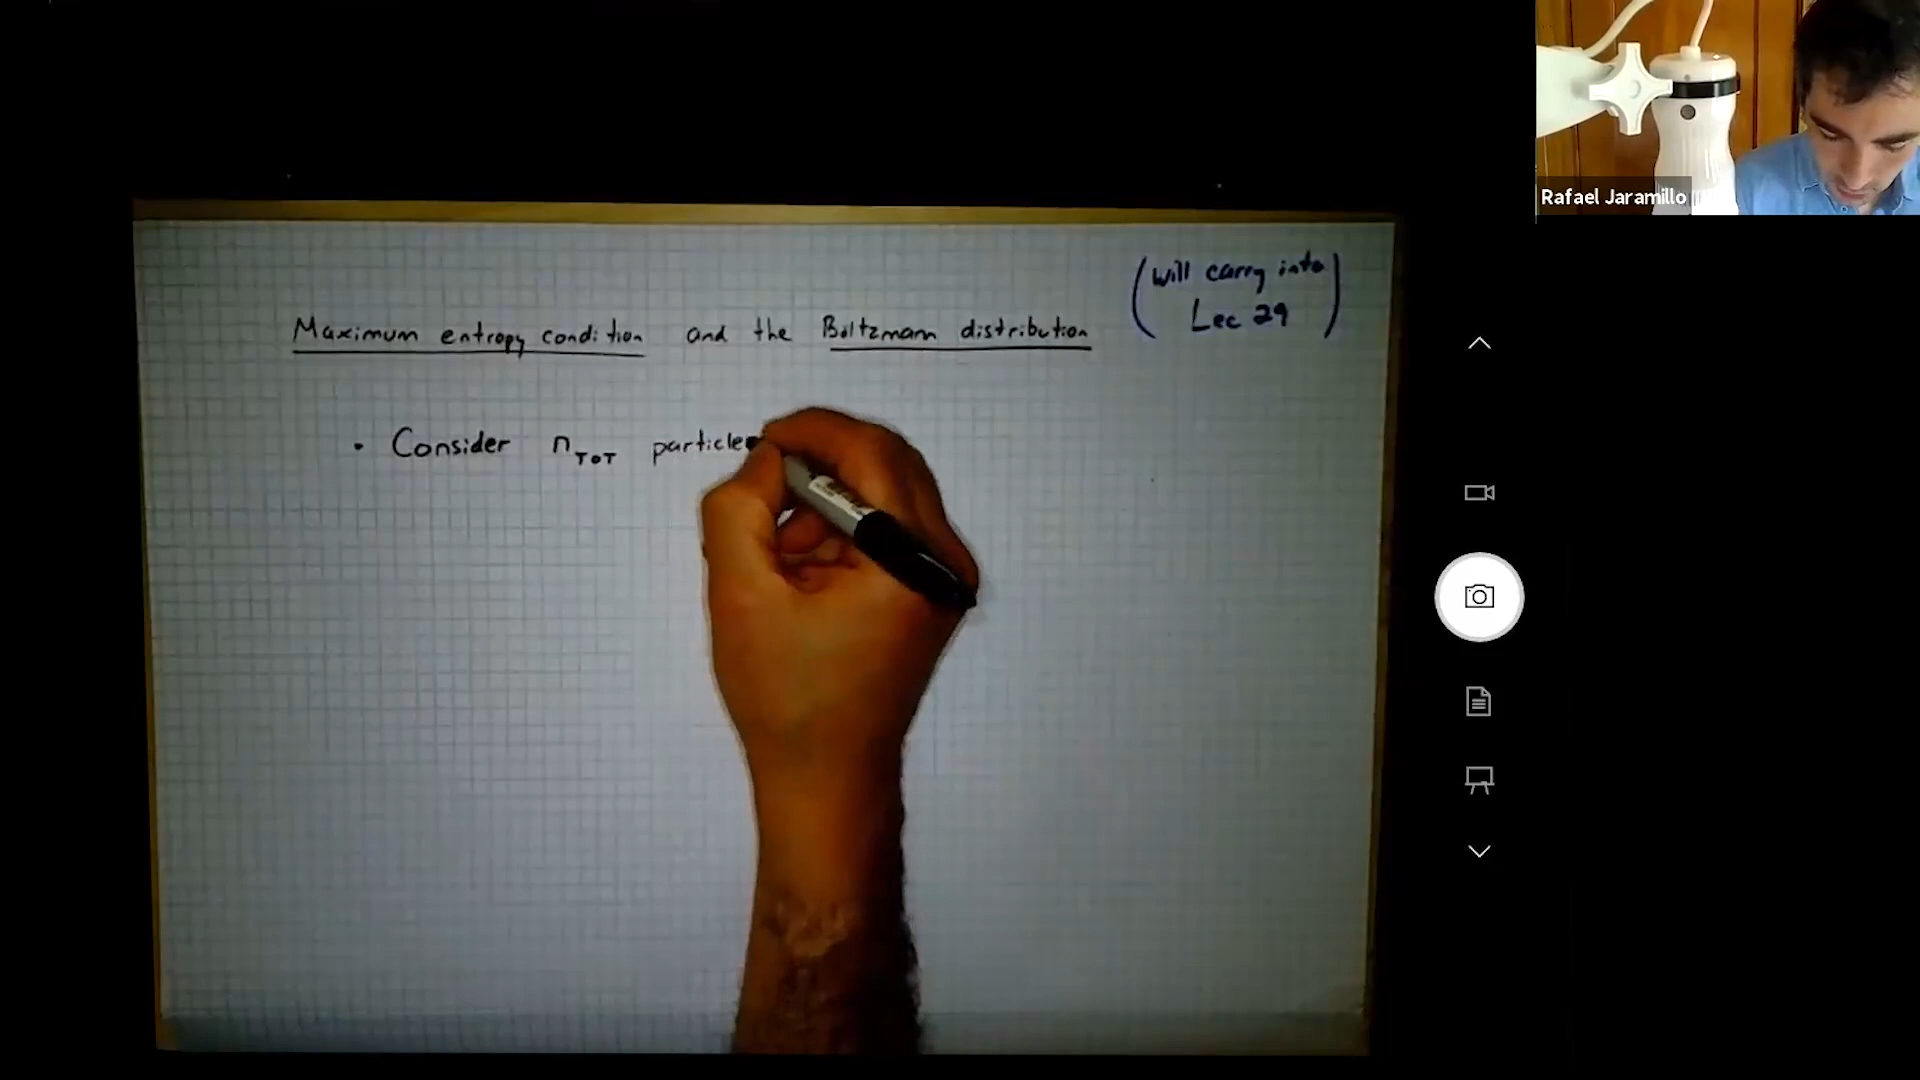 Rafael Jaramillo
(will carry into
Lec 29)
Maximum entropy condition and the Boltzmann distribution
• Consider n_TOT particle